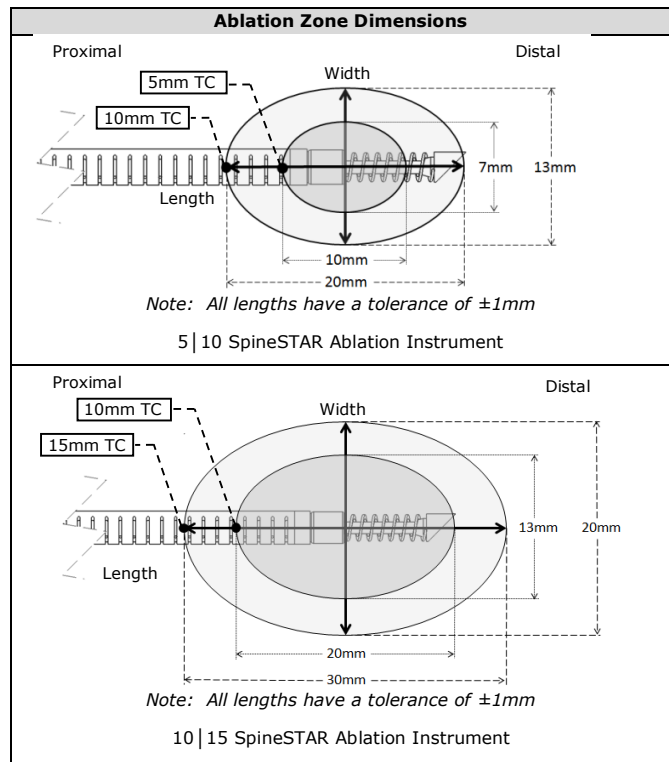 Ablation Zone Dimensions
Proximal
Distal
Width
5mm TC
10mm TC
Length
7mm
13mm
10mm
20mm
Note: All lengths have a tolerance of ±1mm
5|10 SpineSTAR Ablation Instrument
Proximal
Distal
10mm TC
Width
15mm TC
Length
13mm
20mm
20mm
30mm
Note: All lengths have a tolerance of ±1mm
10|15 SpineSTAR Ablation Instrument